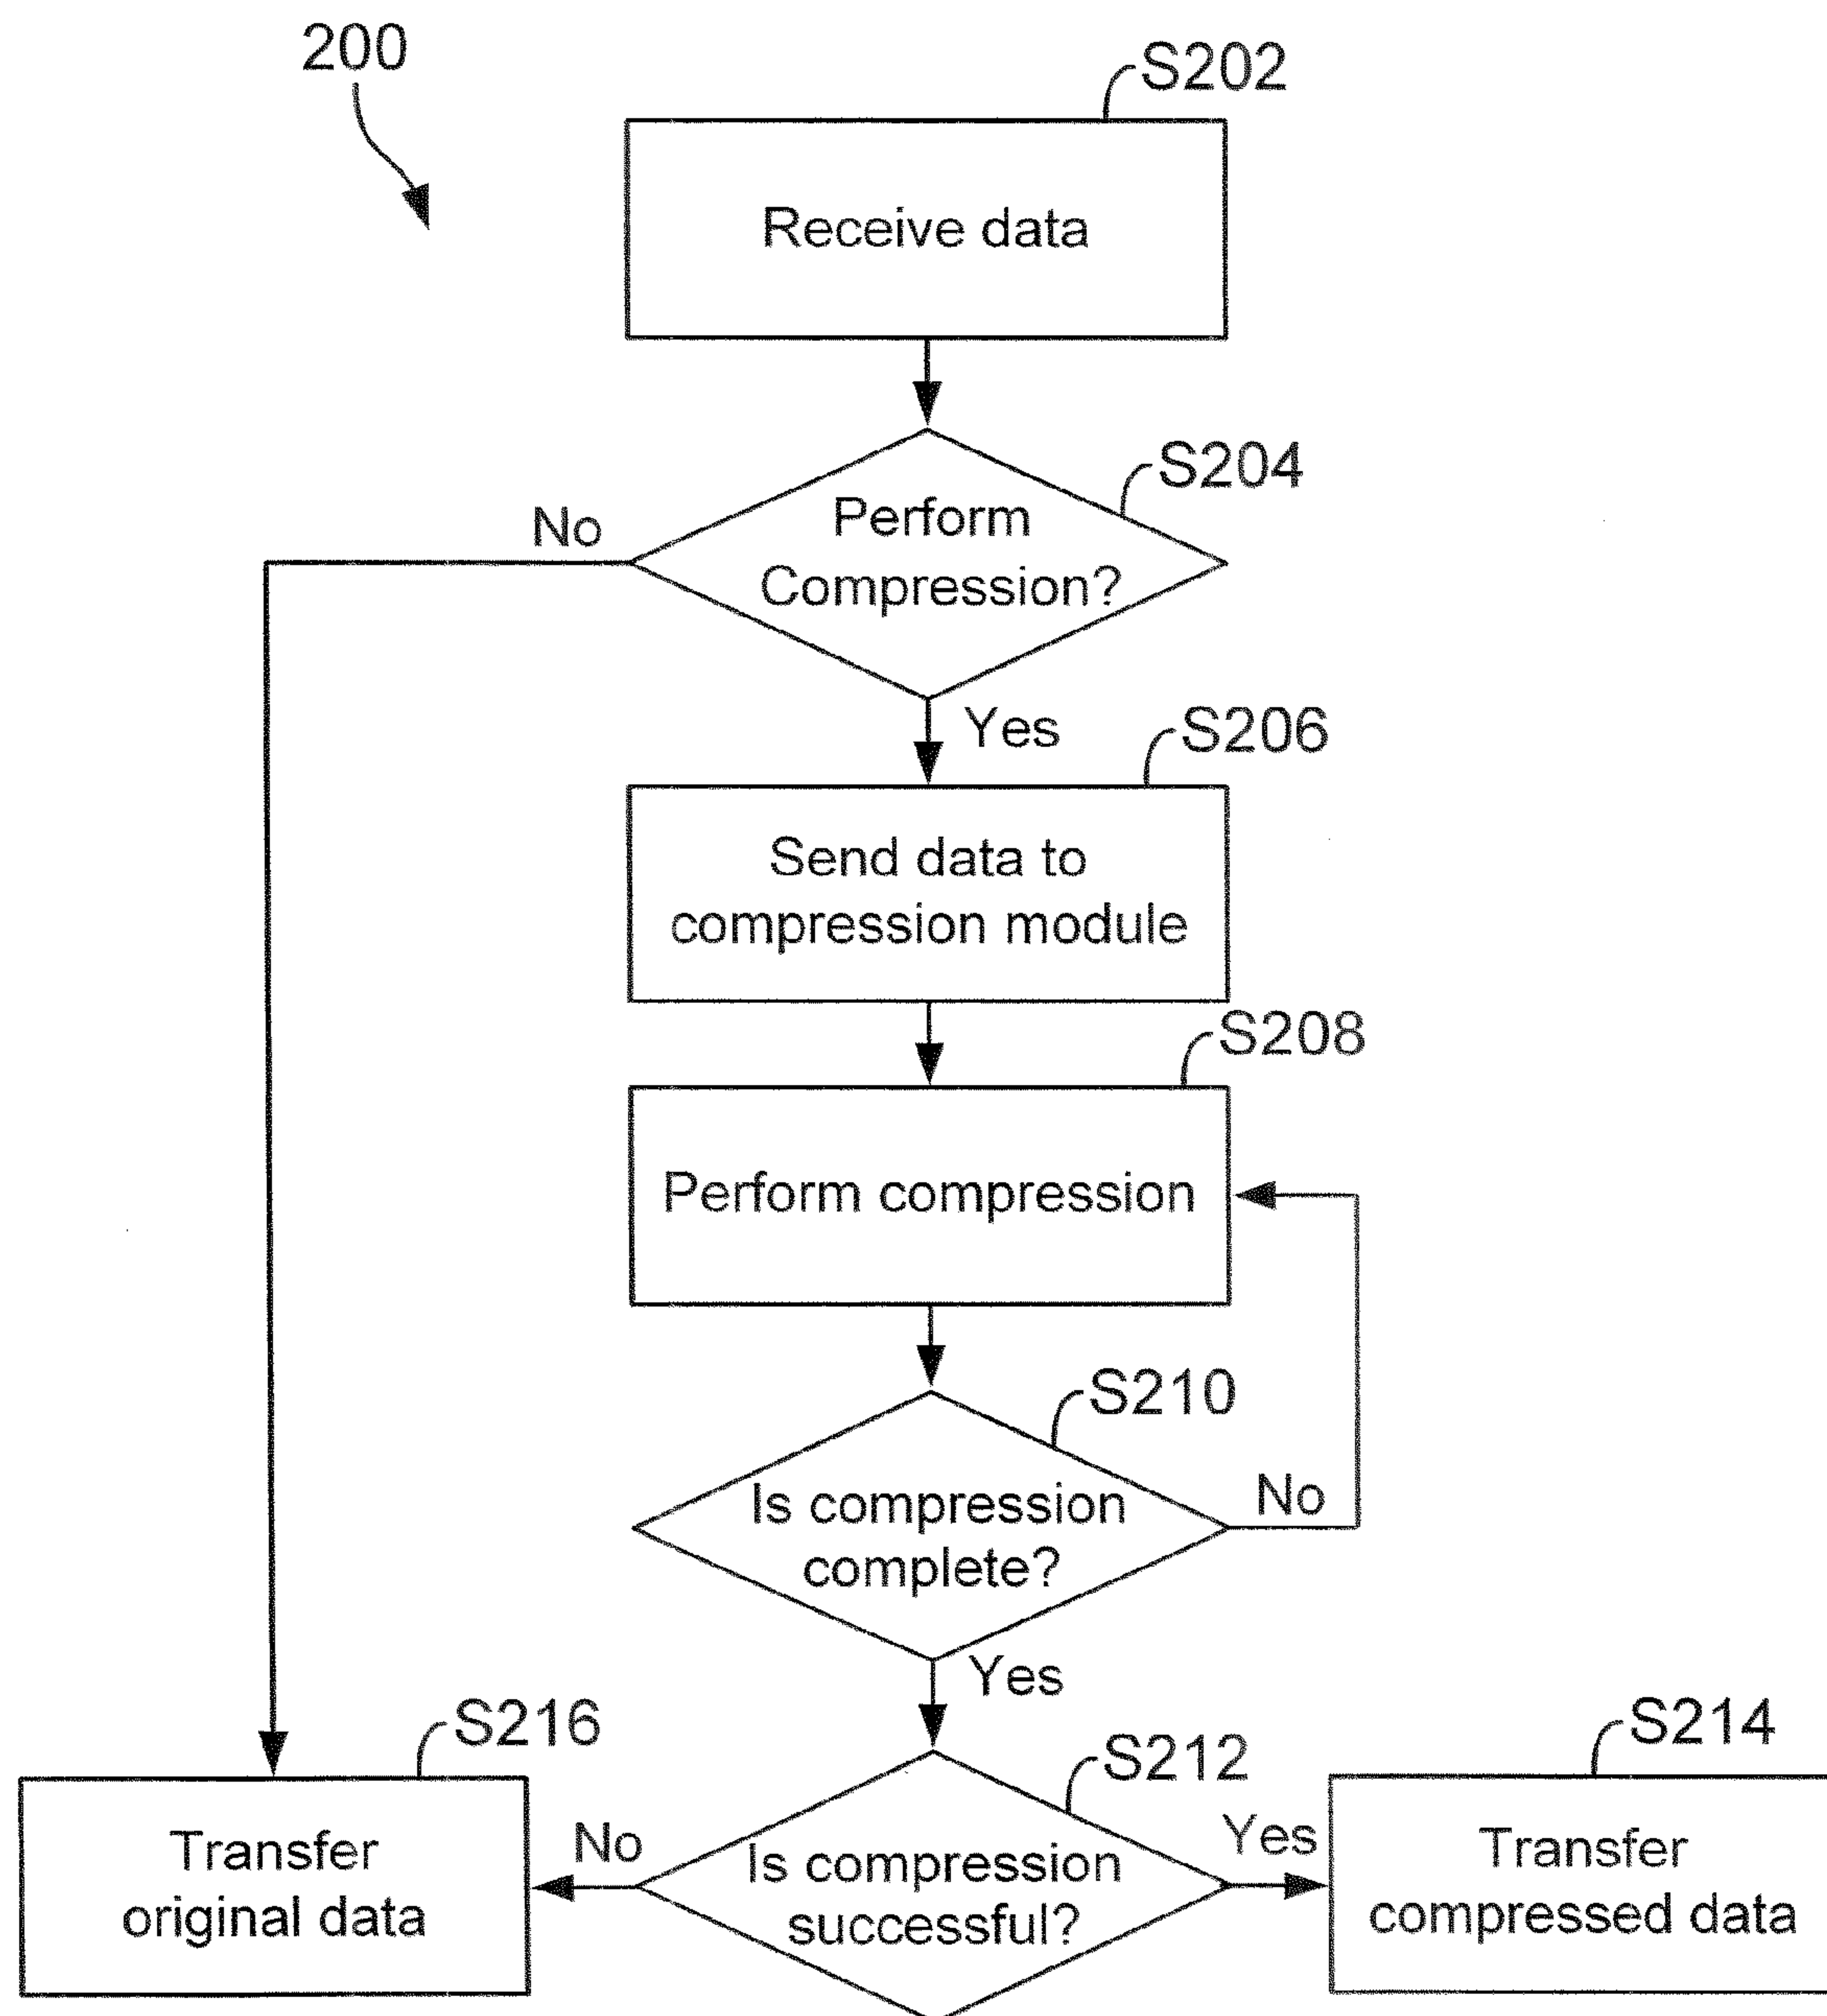 200
S202
Receive data
S204
No
Perform
Compression?
Yes
S206
Send data to
compression module
S208
Perform compression
S210
Is compression
complete?
No
Yes
S216
S212
S214
Transfer
original data
No
Is compression
successful?
Yes
Transfer
compressed data